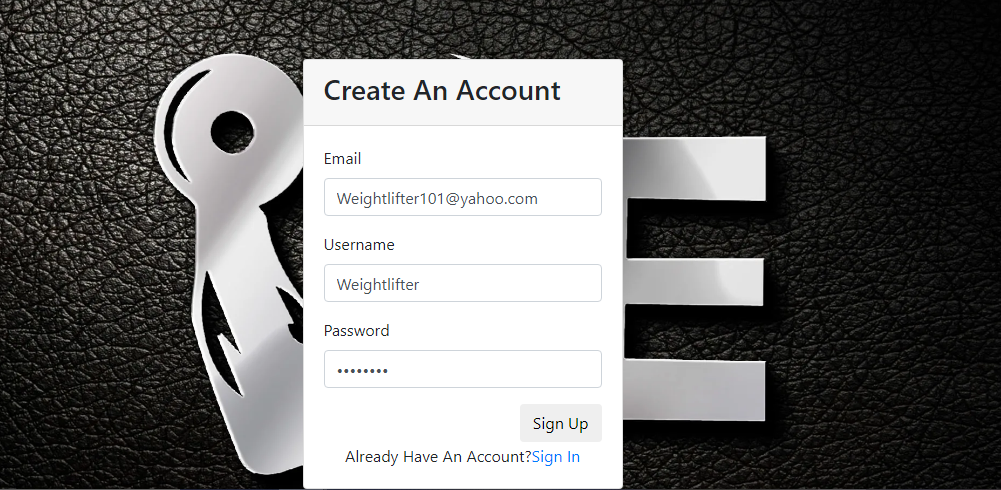 Create An Account
Email
Weightlifter101@yahoo.com
Username
Weightlifter
Password
••••••••
Sign Up
Already Have An Account?Sign In
E